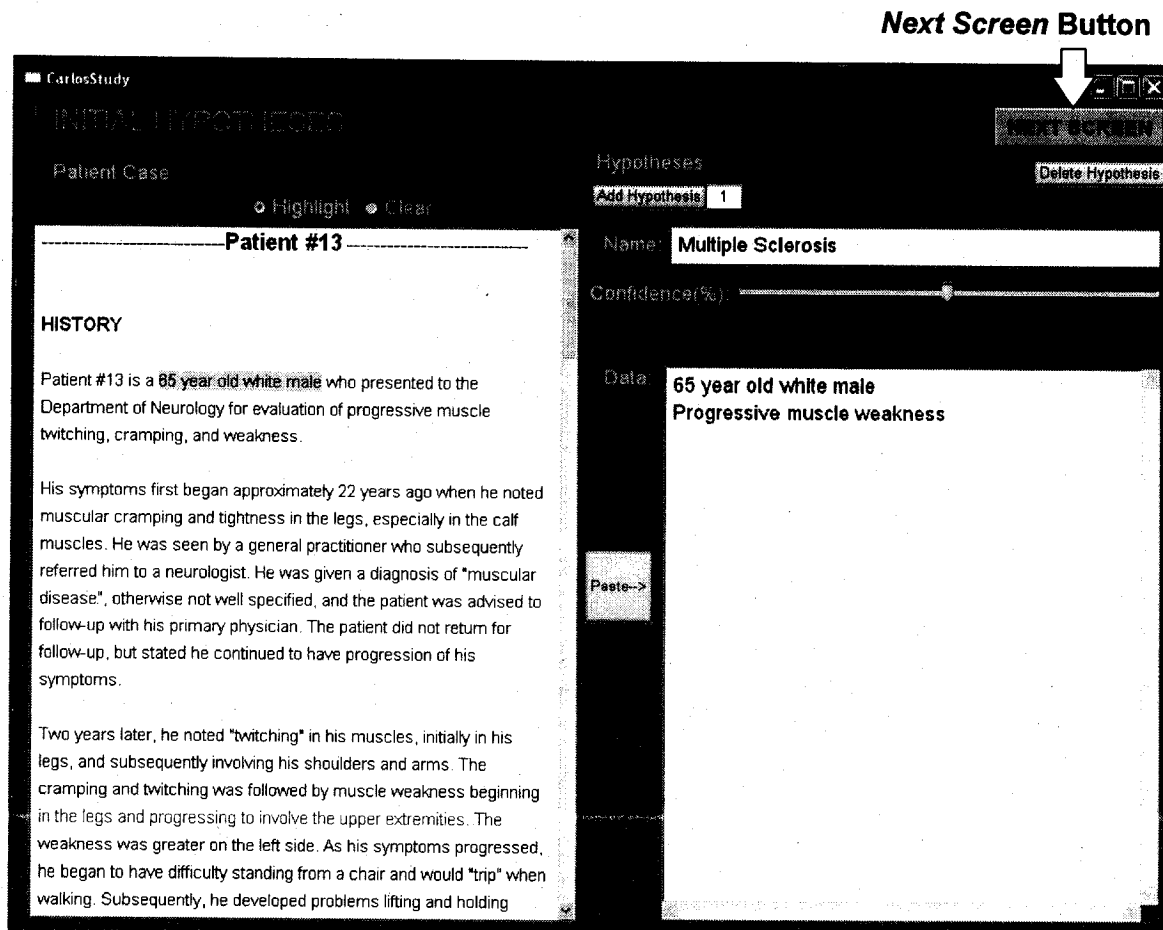 Next Screen Button
CarlosStudy
INITIAL HYPOTHESES
NEXT SCREEN
Patient Case
Hypotheses
Delete Hypothesis
Add Hypothesis 1
Highlight Clear
-----Patient #13-----
Name: Multiple Sclerosis
Confidence(%):
HISTORY
Patient #13 is a 65 year old white male who presented to the
Department of Neurology for evaluation of progressive muscle
twitching, cramping, and weakness.
His symptoms first began approximately 22 years ago when he noted
muscular cramping and tightness in the legs, especially in the calf
muscles. He was seen by a general practitioner who subsequently
referred him to a neurologist. He was given a diagnosis of "muscular
disease", otherwise not well specified, and the patient was advised to
follow-up with his primary physician. The patient did not return for
follow-up, but stated he continued to have progression of his
symptoms.
Two years later, he noted "twitching" in his muscles, initially in his
legs, and subsequently involving his shoulders and arms. The
cramping and twitching was followed by muscle weakness beginning
in the legs and progressing to involve the upper extremities. The
weakness was greater on the left side. As his symptoms progressed,
he began to have difficulty standing from a chair and would "trip" when
walking. Subsequently, he developed problems lifting and holding
Paste-->
Data:
65 year old white male
Progressive muscle weakness